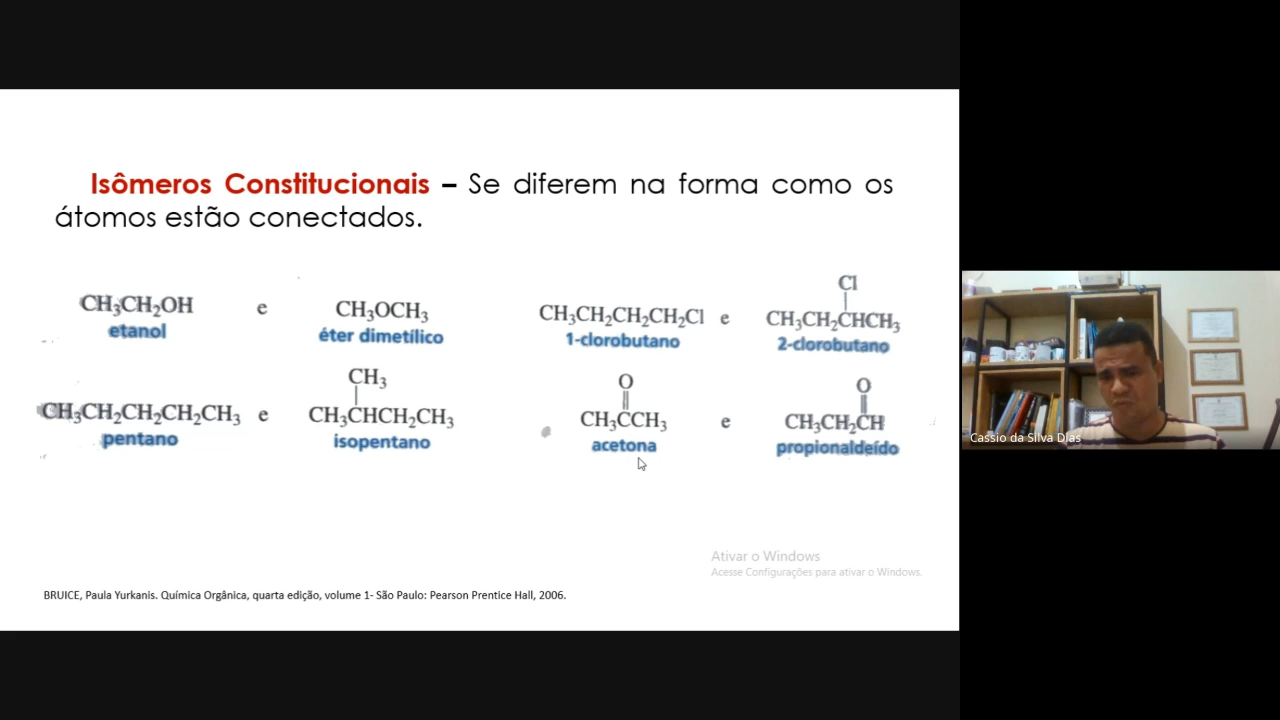 Isômeros Constitucionais – Se diferem na forma como os
átomos estão conectados.
CH₃CH₂OH e CH₃OCH₃
etanol éter dimetílico
Cl
CH₃CH₂CH₂CH₂Cl e CH₃CH₂CHCH₃
1-clorobutano 2-clorobutano
CH₃
CH₃CH₂CH₂CH₂CH₃ e CH₃CHCH₂CH₃
pentano isopentano
O O
CH₃CCH₃ e CH₃CH₂CH
acetona propionaldeído
Ativar o Windows
Acesse Configurações para ativar o Windows.
BRUICE, Paula Yurkanis. Química Orgânica, quarta edição, volume 1- São Paulo: Pearson Prentice Hall, 2006.
Cassio da Silva Dias